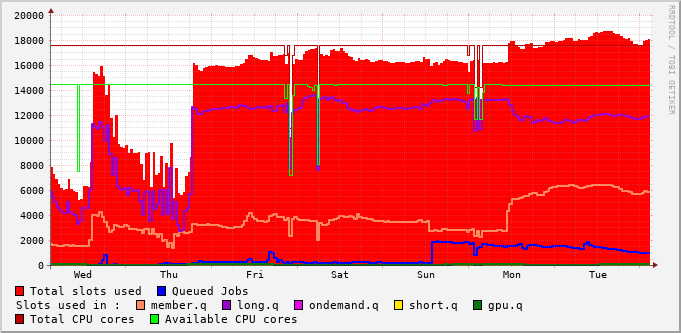 20000
18000
16000
14000
12000
10000
8000
6000
4000
2000
0
Wed Thu Fri Sat Sun Mon Tue
RRDTOOL / TOBI OETIKER
Total slots used Queued Jobs
Slots used in : member.q long.q ondemand.q short.q gpu.q
Total CPU cores Available CPU cores